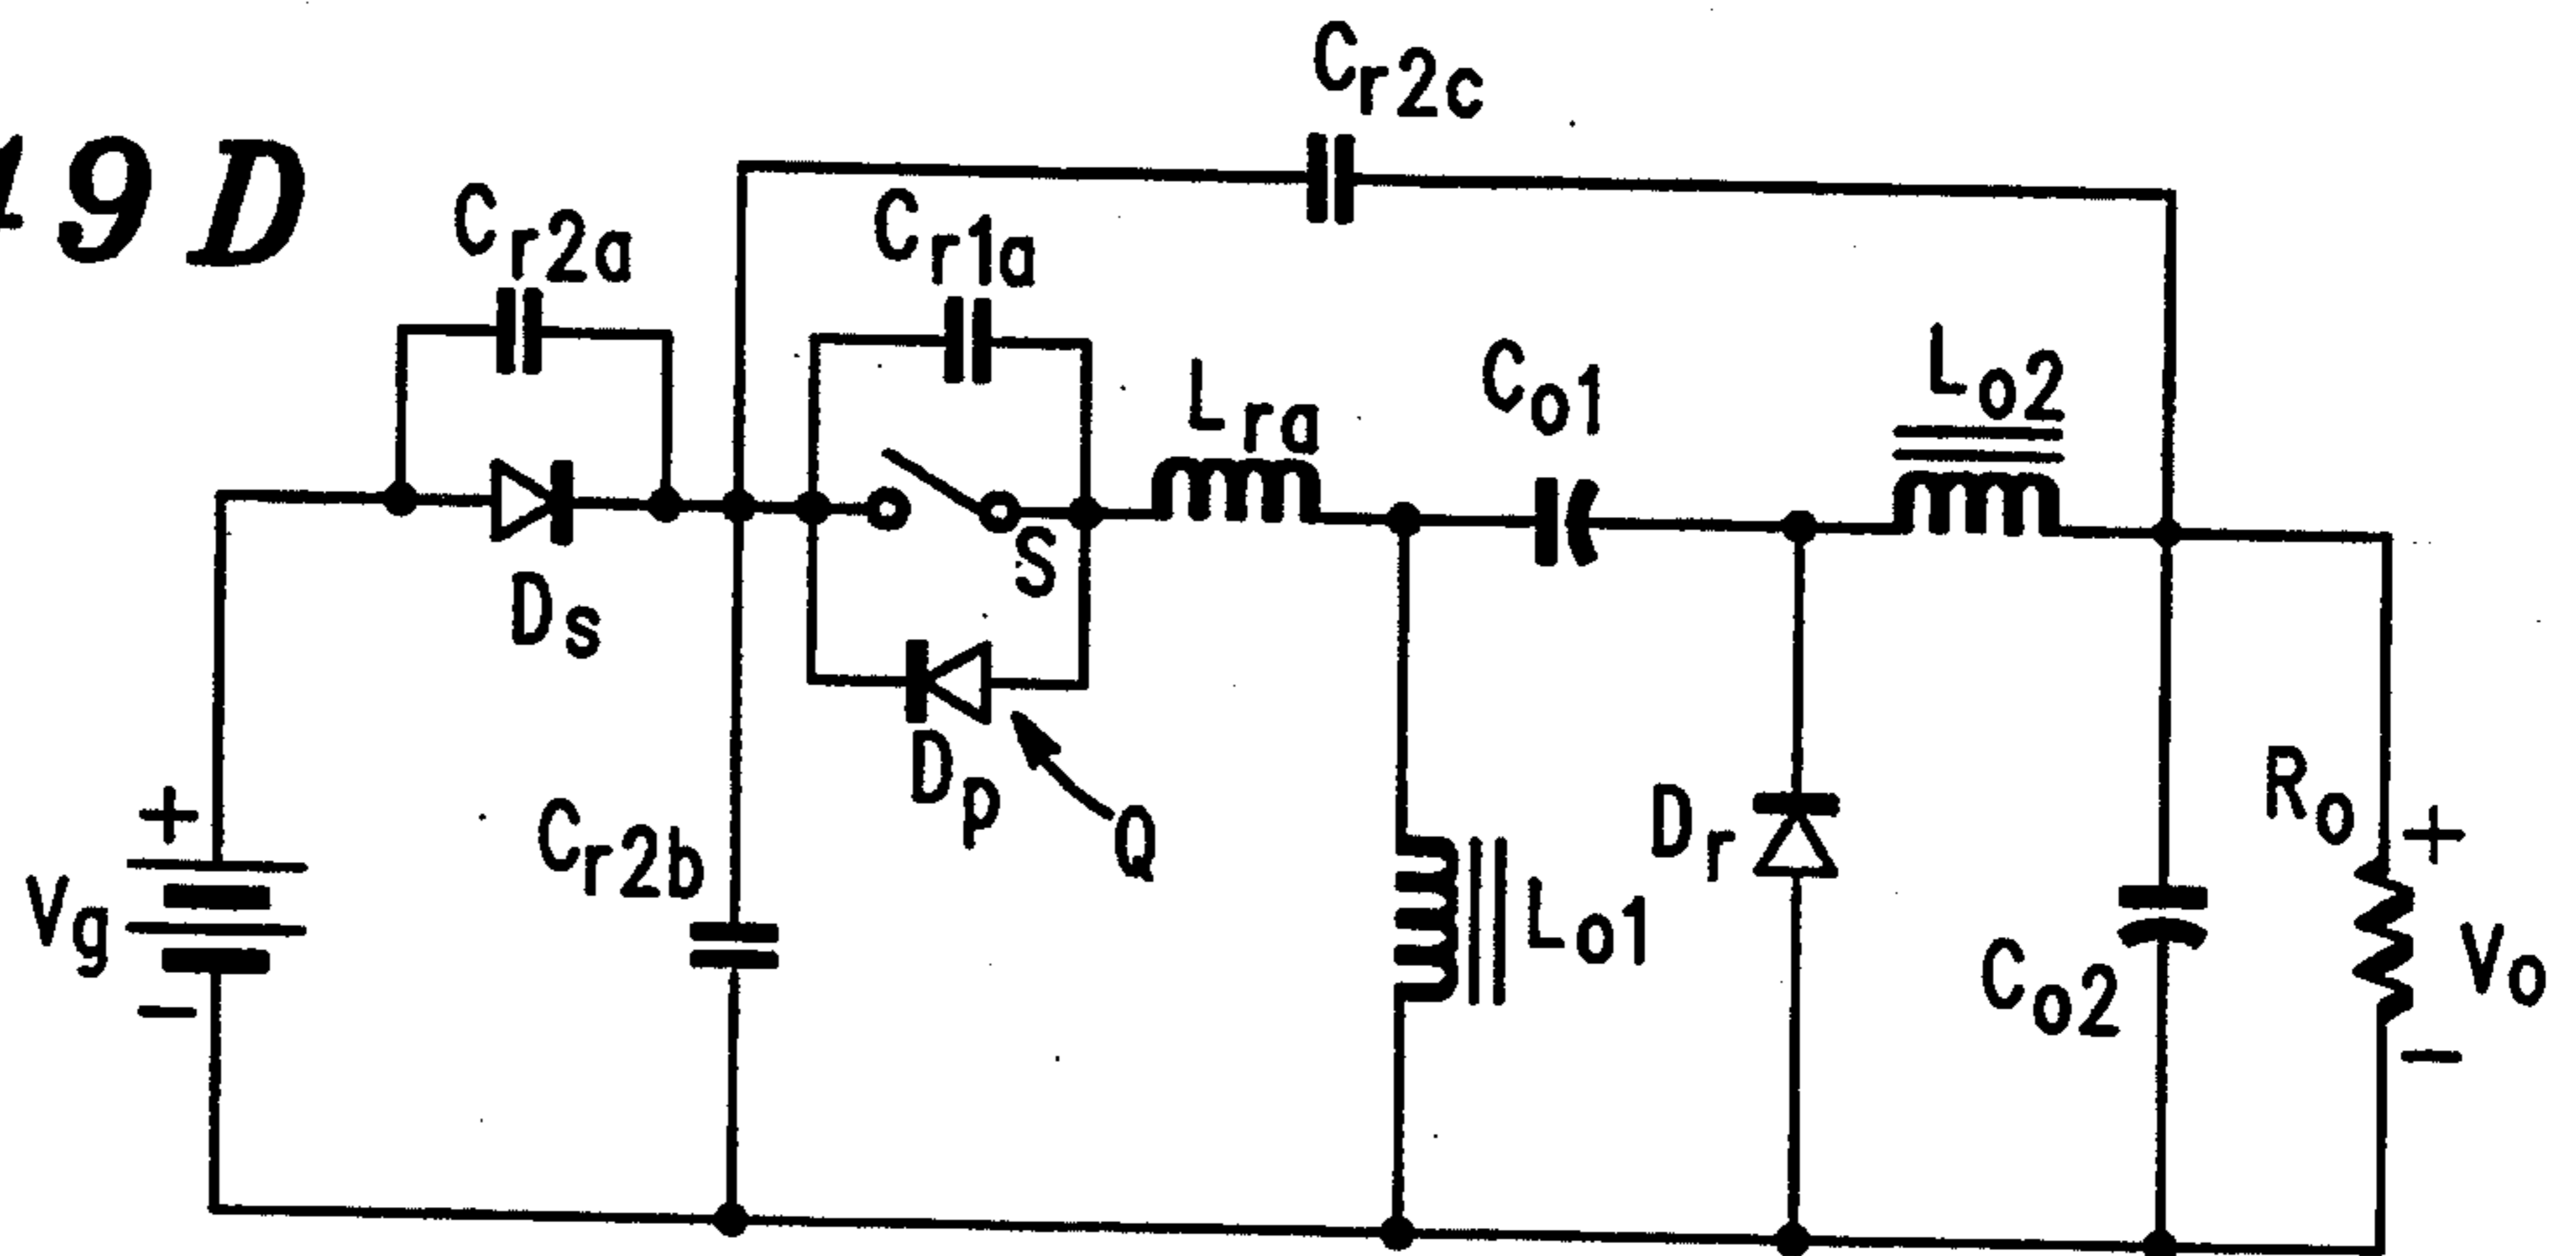 19D
Cr2c
Cr2a
Cr1a
Lra
Co1
Lo2
S
Ds
Dp
Q
Cr2b
Dr
Ro
+
+
Vg
Lo1
Co2
Vo
−
−